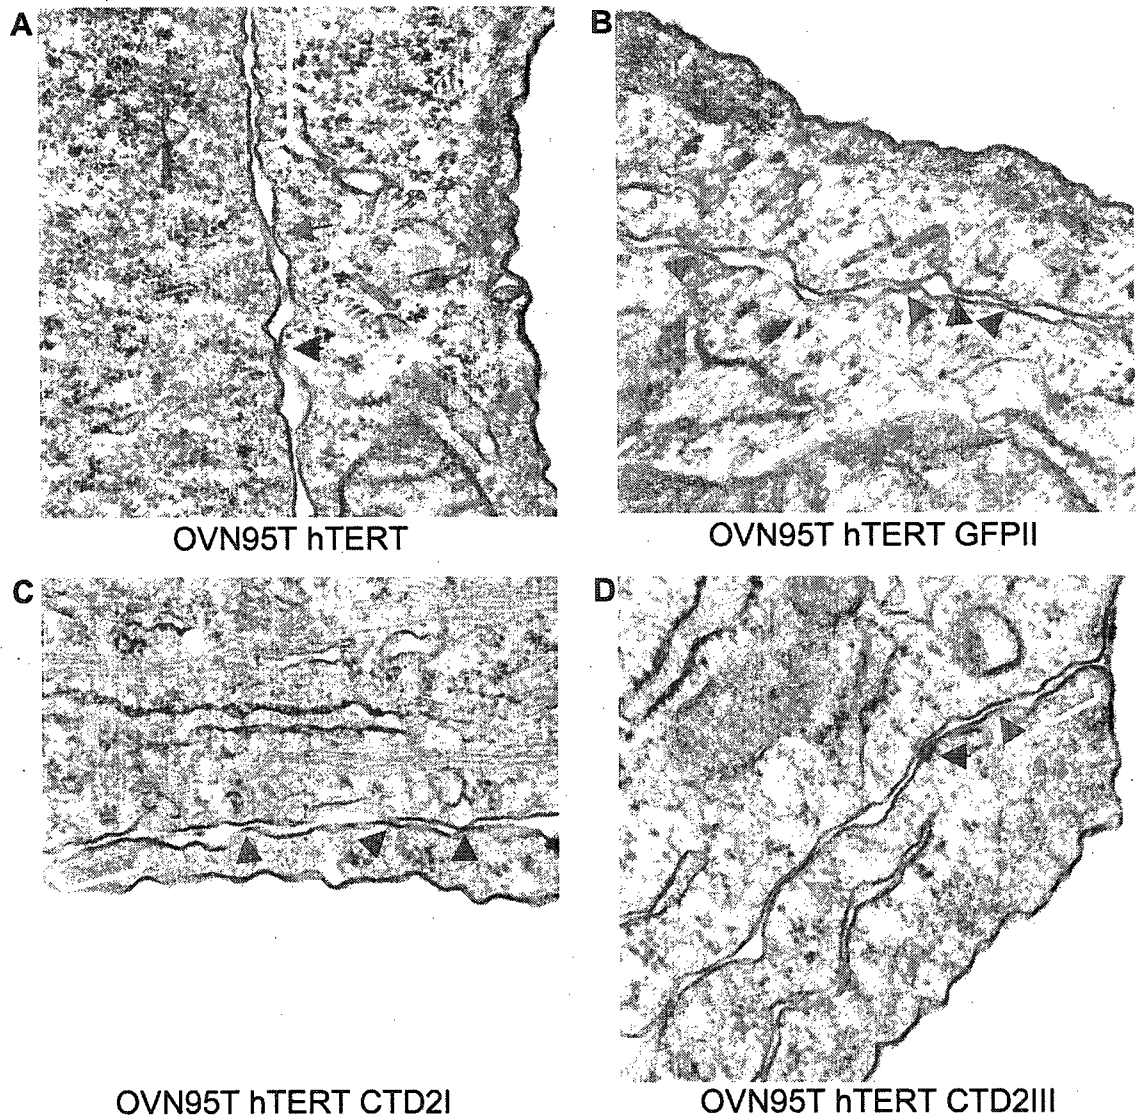 A
B
OVN95T hTERT
OVN95T hTERT GFPII
C
D
OVN95T hTERT CTD2I
OVN95T hTERT CTD2III